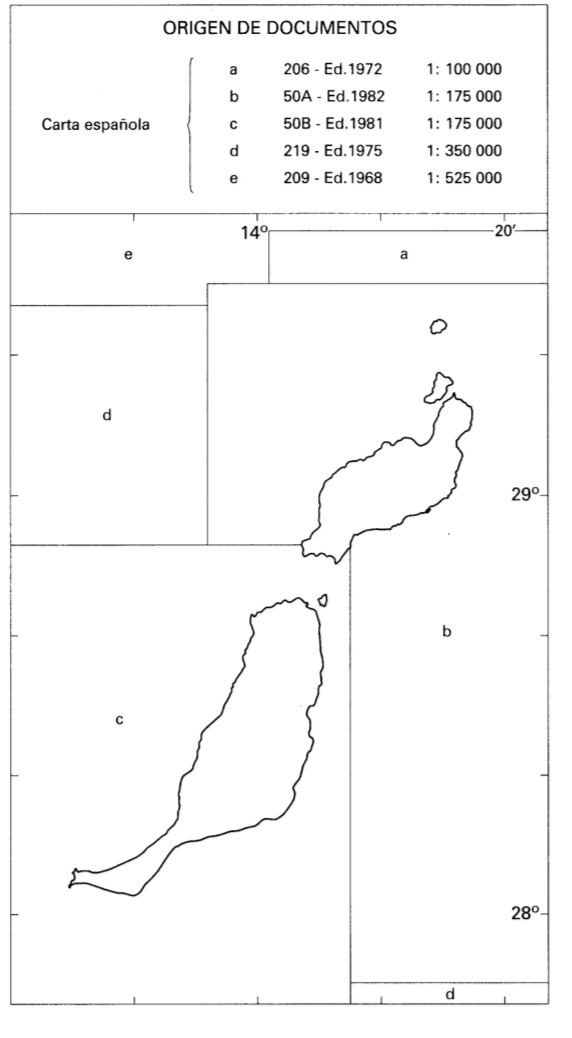 ORIGEN DE DOCUMENTOS
a 206 - Ed.1972 1: 100 000
b 50A - Ed.1982 1: 175 000
Carta española c 50B - Ed.1981 1: 175 000
d 219 - Ed.1975 1: 350 000
e 209 - Ed.1968 1: 525 000
14º 20'
e a
d
29º
b
c
28º
d